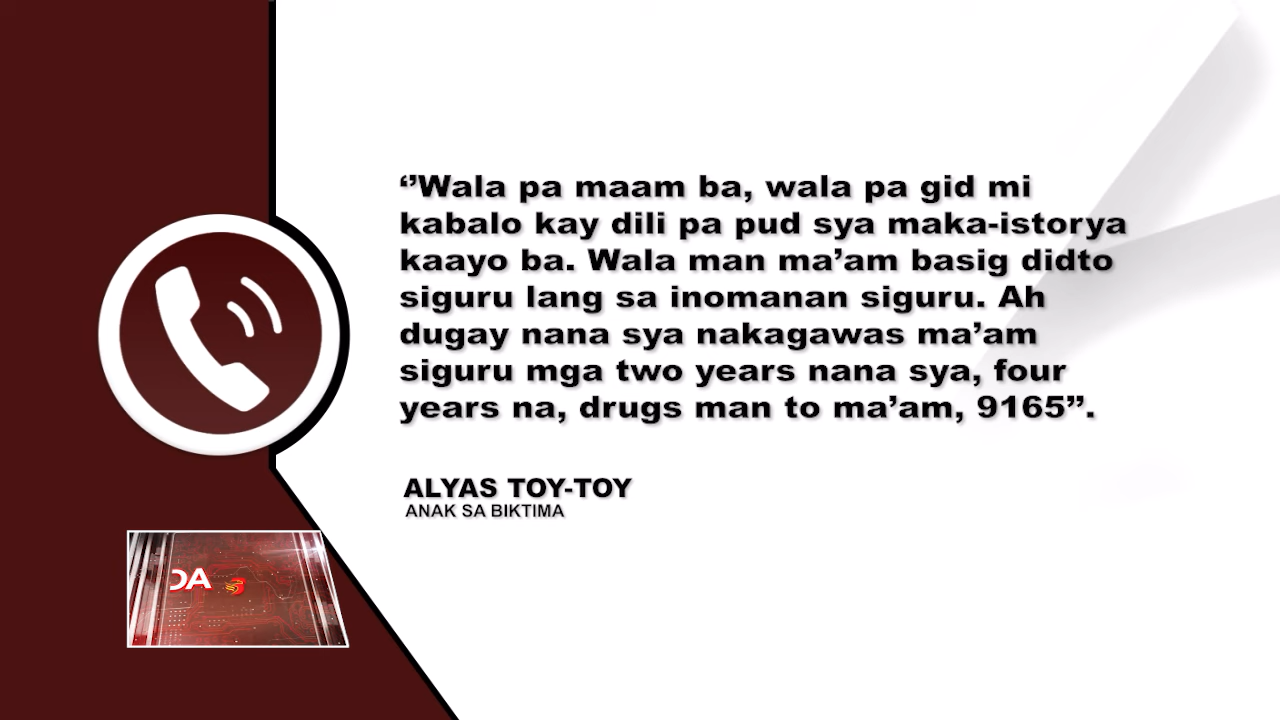 ‘’Wala pa maam ba, wala pa gid mi
kabalo kay dili pa pud sya maka-istorya
kaayo ba. Wala man ma’am basig didto
siguru lang sa inomanan siguru. Ah
dugay nana sya nakagawas ma’am
siguru mga two years nana sya, four
years na, drugs man to ma’am, 9165’’.
ALYAS TOY-TOY
ANAK SA BIKTIMA
DA